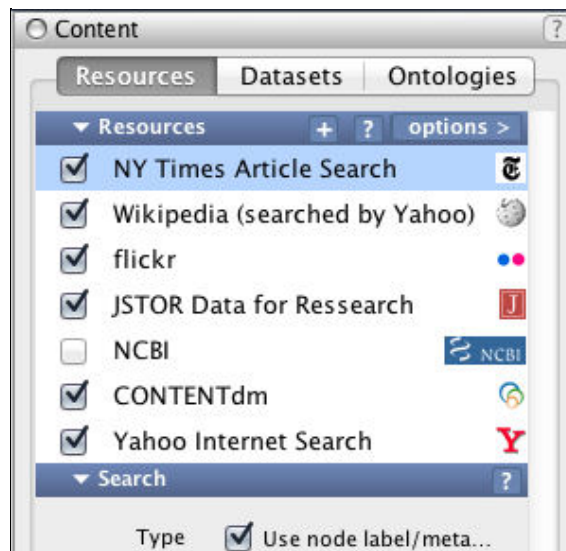 Content ?
Resources Datasets Ontologies
Resources + ? options >
NY Times Article Search T
Wikipedia (searched by Yahoo)
flickr
JSTOR Data for Ressearch J
NCBI NCBI
CONTENTdm
Yahoo Internet Search Y
Search ?
Type Use node label/meta...